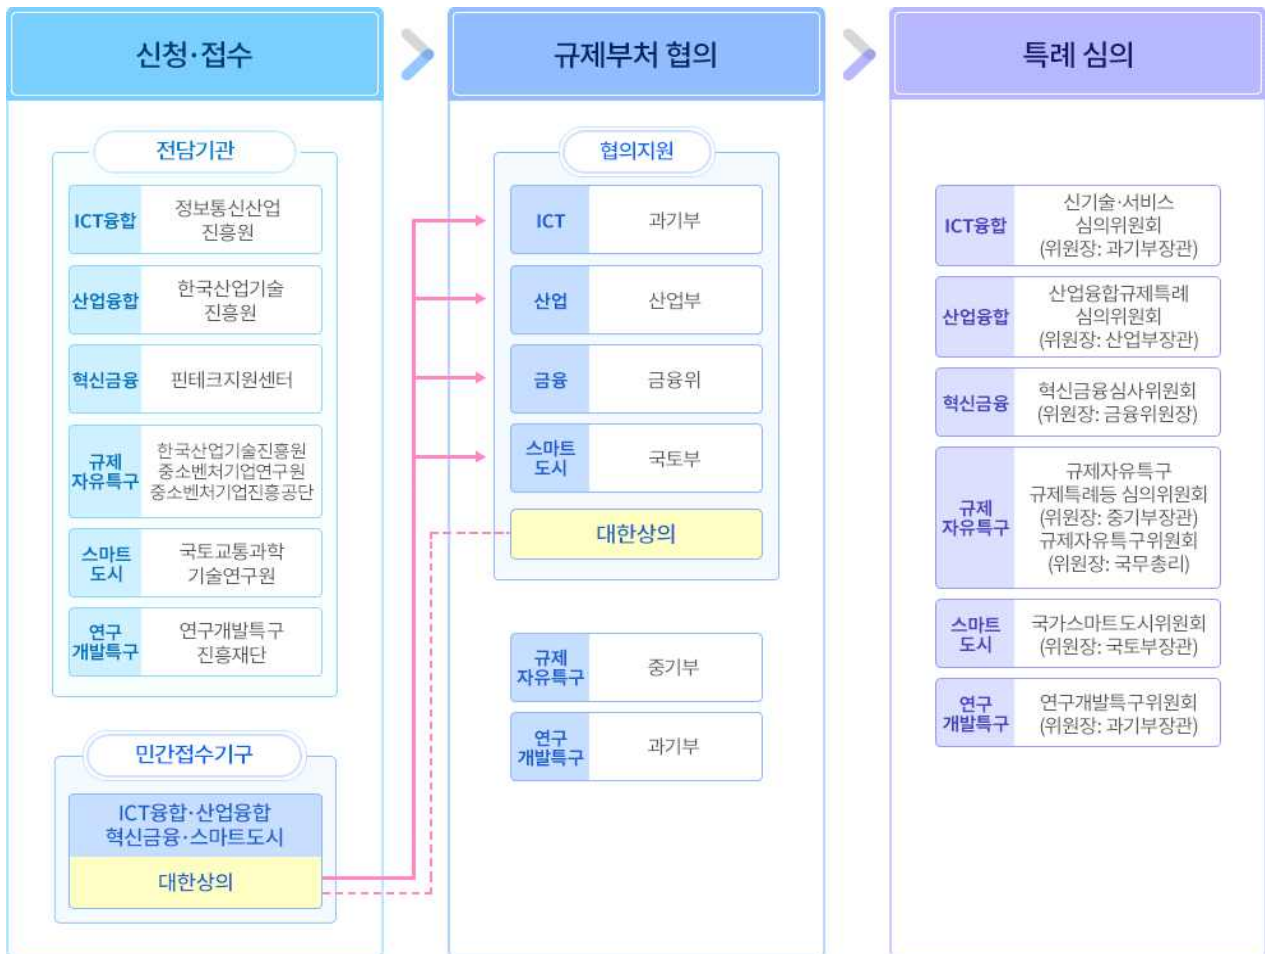 신청·접수
전담기관
ICT융합
정보통신산업
진흥원
산업융합
한국산업기술
진흥원
혁신금융
핀테크지원센터
규제
자유특구
한국산업기술진흥원
중소벤처기업연구원
중소벤처기업진흥공단
스마트
도시
국토교통과학
기술연구원
연구
개발특구
연구개발특구
진흥재단
민간접수기구
ICT융합·산업융합
혁신금융·스마트도시
대한상의
규제부처 협의
협의지원
ICT
과기부
산업
산업부
금융
금융위
스마트
도시
국토부
대한상의
규제
자유특구
중기부
연구
개발특구
과기부
특례 심의
ICT융합
신기술·서비스
심의위원회
(위원장: 과기부장관)
산업융합
산업융합규제특례
심의위원회
(위원장: 산업부장관)
혁신금융
혁신금융심사위원회
(위원장: 금융위원장)
규제
자유특구
규제자유특구
규제특례등 심의위원회
(위원장: 중기부장관)
규제자유특구위원회
(위원장: 국무총리)
스마트
도시
국가스마트도시위원회
(위원장: 국토부장관)
연구
개발특구
연구개발특구위원회
(위원장: 과기부장관)